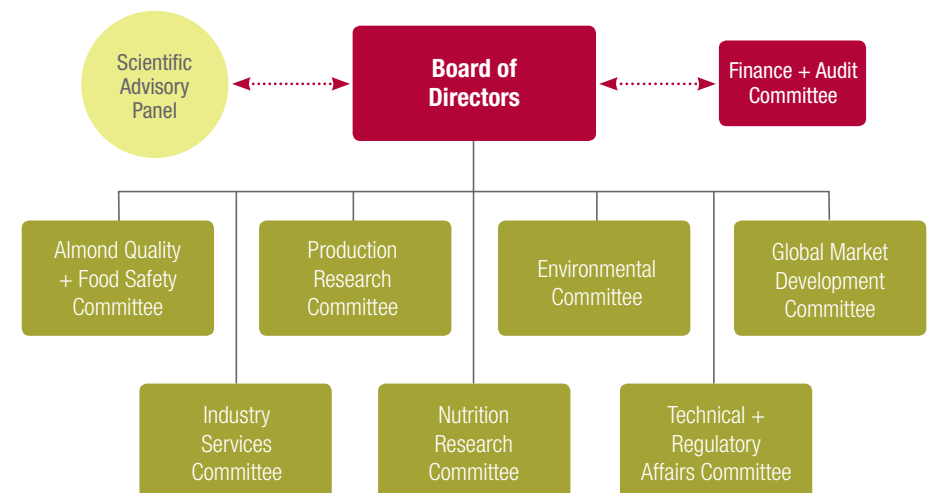 Scientific
Advisory
Panel
Board of
Directors
Finance + Audit
Committee
Almond Quality
+ Food Safety
Committee
Production
Research
Committee
Environmental
Committee
Global Market
Development
Committee
Industry
Services
Committee
Nutrition
Research
Committee
Technical +
Regulatory
Affairs Committee